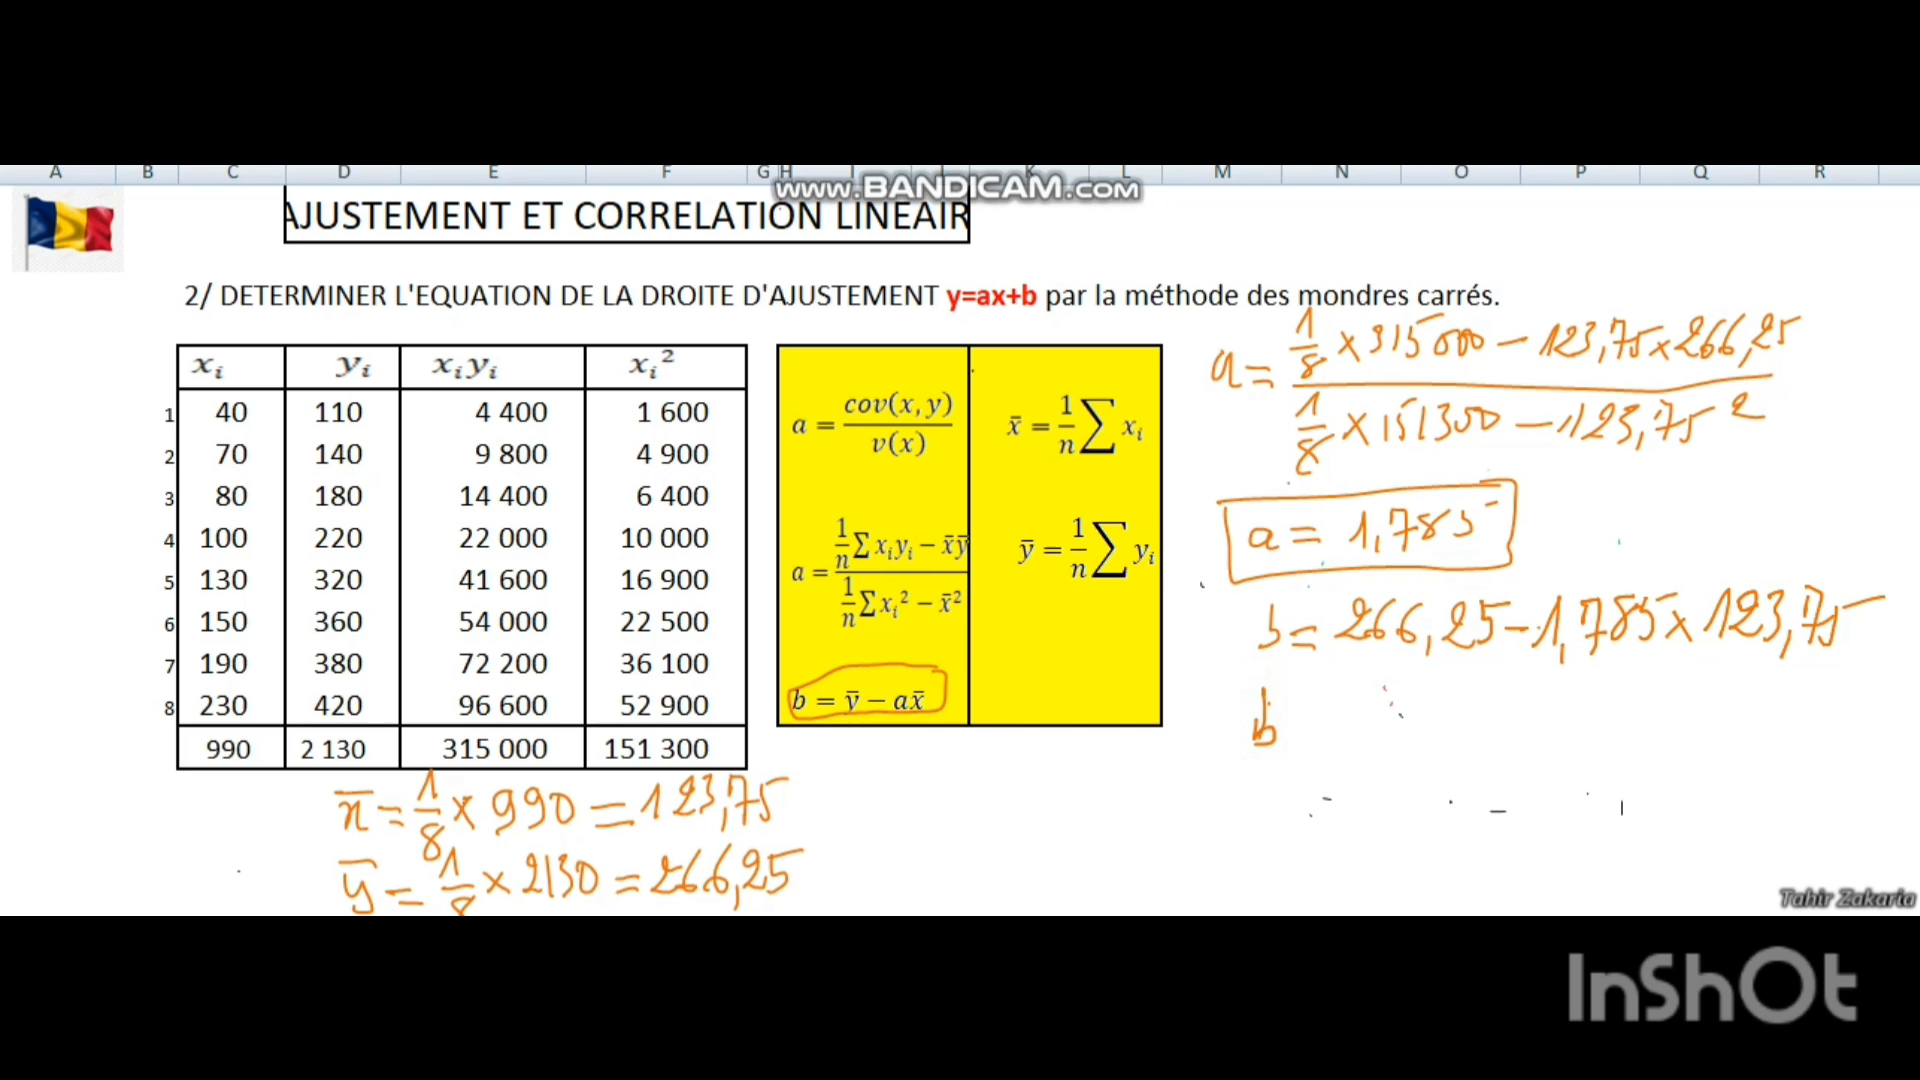 A B C D E F G H I J K L M N O P Q R
www.BANDICAM.com
AJUSTEMENT ET CORRELATION LINEAIR
2/ DETERMINER L'EQUATION DE LA DROITE D'AJUSTEMENT y=ax+b par la méthode des mondres carrés.
xᵢ yᵢ xᵢyᵢ xᵢ²
1 40 110 4 400 1 600
2 70 140 9 800 4 900
3 80 180 14 400 6 400
4 100 220 22 000 10 000
5 130 320 41 600 16 900
6 150 360 54 000 22 500
7 190 380 72 200 36 100
8 230 420 96 600 52 900
990 2 130 315 000 151 300
a = cov(x, y) / v(x)
x̄ = 1/n ∑ xᵢ
a = (1/n ∑ xᵢyᵢ − x̄ȳ) / (1/n ∑ xᵢ² − x̄²)
ȳ = 1/n ∑ yᵢ
b = ȳ − ax̄
a = (1/8 × 315 000 − 123,75 × 266,25) / (1/8 × 151300 − 123,75²)
a = 1,785
b = 266,25 − 1,785 × 123,75
b
x̄ = 1/8 × 990 = 123,75
ȳ = 1/8 × 2130 = 266,25
Tahir Zakaria
InShOt